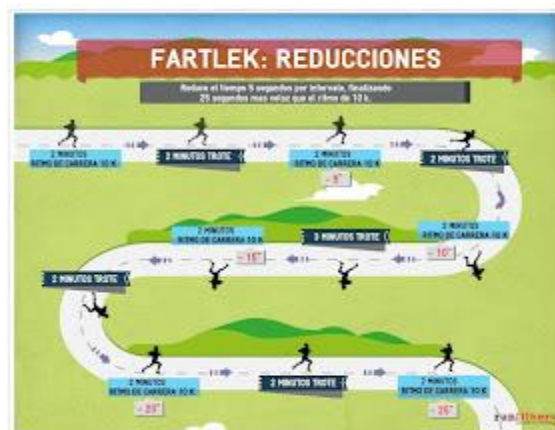 FARTLEK: REDUCCIONES
Reduce el tiempo 5 segundos por intervalo, finalizando
25 segundos mas veloz que el ritmo de 10 k.
2 MINUTOS
RITMO DE CARRERA 10 K
2 MINUTOS TROTE
2 MINUTOS
RITMO DE CARRERA 10 K
- 5"
2 MINUTOS TROTE
2 MINUTOS
RITMO DE CARRERA 10 K
- 10"
3 MINUTOS TROTE
2 MINUTOS
RITMO DE CARRERA 10 K
- 15"
2 MINUTOS TROTE
2 MINUTOS
RITMO DE CARRERA 10 K
- 20"
2 MINUTOS TROTE
2 MINUTOS
RITMO DE CARRERA 10 K
- 25"